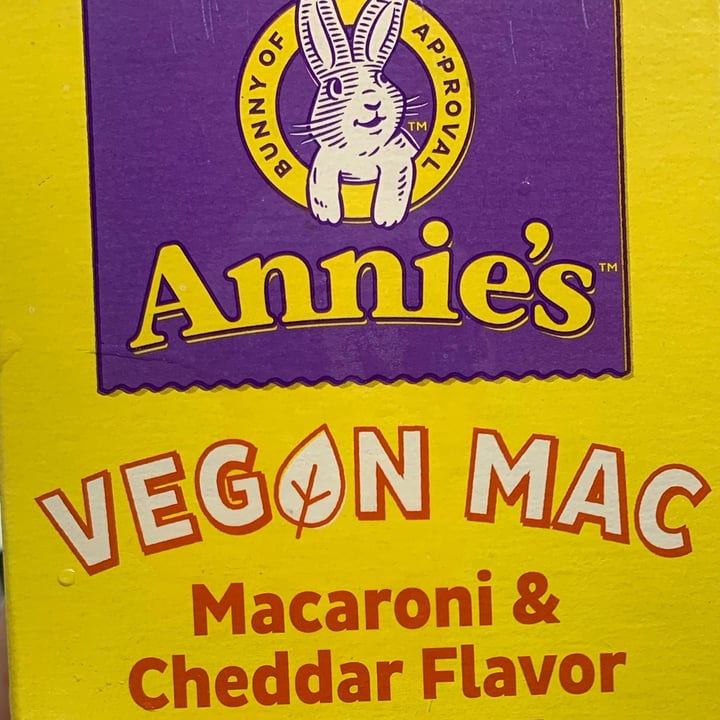 BUNNY OF APPROVAL
TM
Annie's TM
VEGAN MAC
Macaroni &
Cheddar Flavor